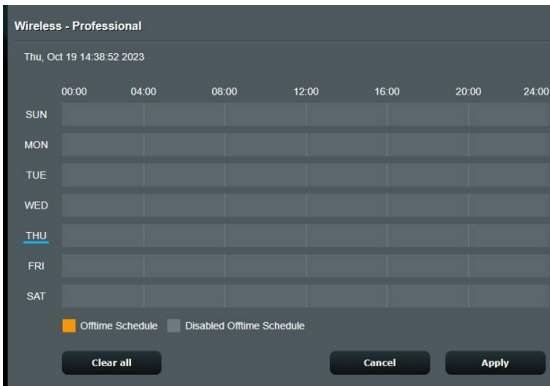 Wireless - Professional
Thu, Oct 19 14:38:52 2023
00:00 04:00 08:00 12:00 16:00 20:00 24:00
SUN
MON
TUE
WED
THU
FRI
SAT
Offtime Schedule Disabled Offtime Schedule
Clear all Cancel Apply